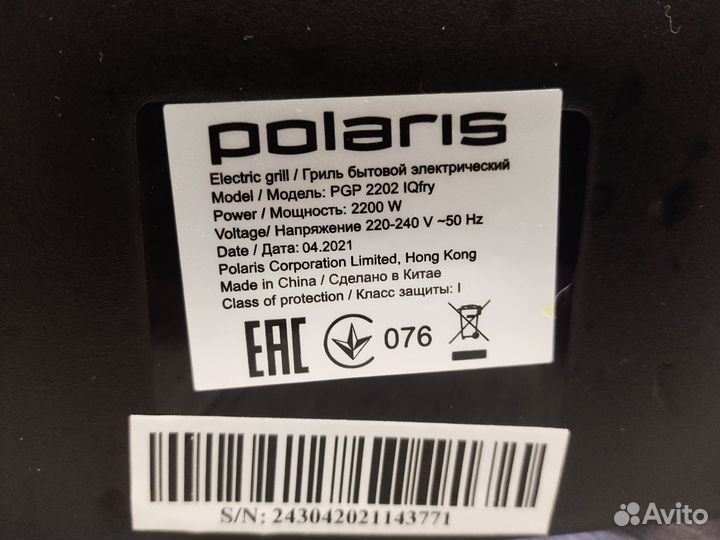 polaris
Electric grill / Гриль бытовой электрический
Model / Модель: PGP 2202 IQfry
Power / Мощность: 2200 W
Voltage/ Напряжение 220-240 V ~50 Hz
Date / Дата: 04.2021
Polaris Corporation Limited, Hong Kong
Made in China / Сделано в Китае
Class of protection / Класс защиты: I
EAC 076
S/N: 243042021143771
Avito